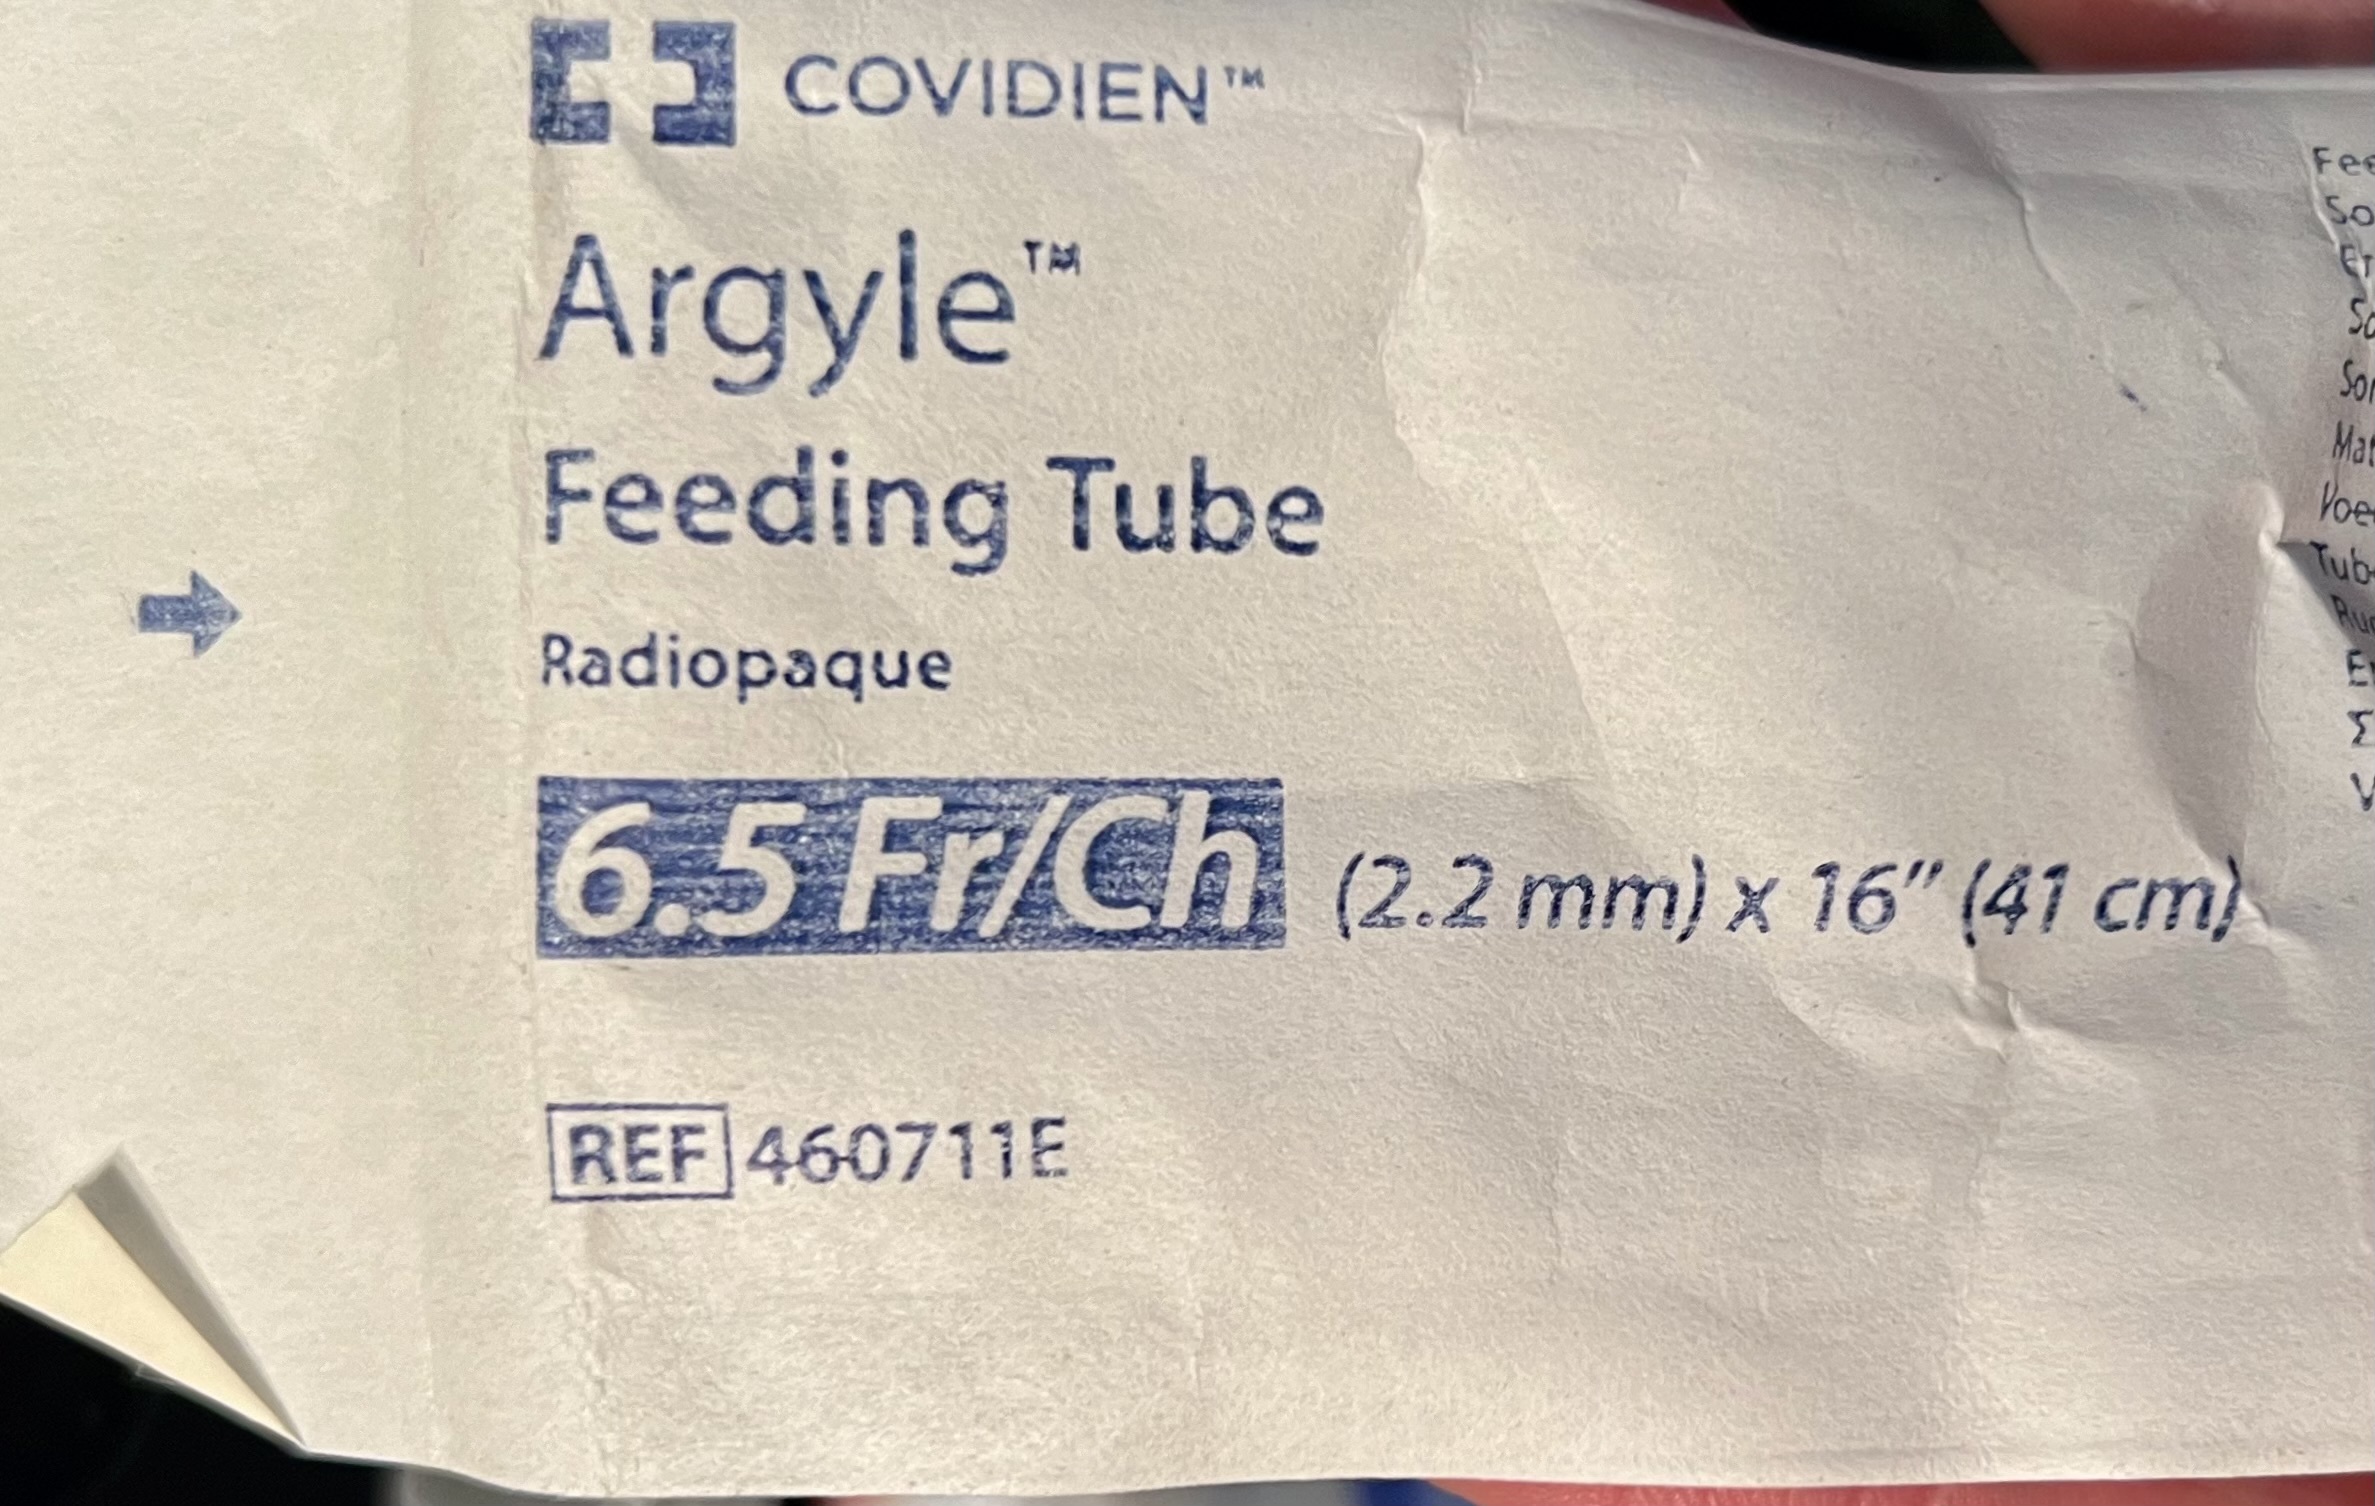 COVIDIEN™
Argyle™
Feeding Tube
Radiopaque
6.5 Fr/Ch (2.2 mm) x 16" (41 cm)
REF 460711E